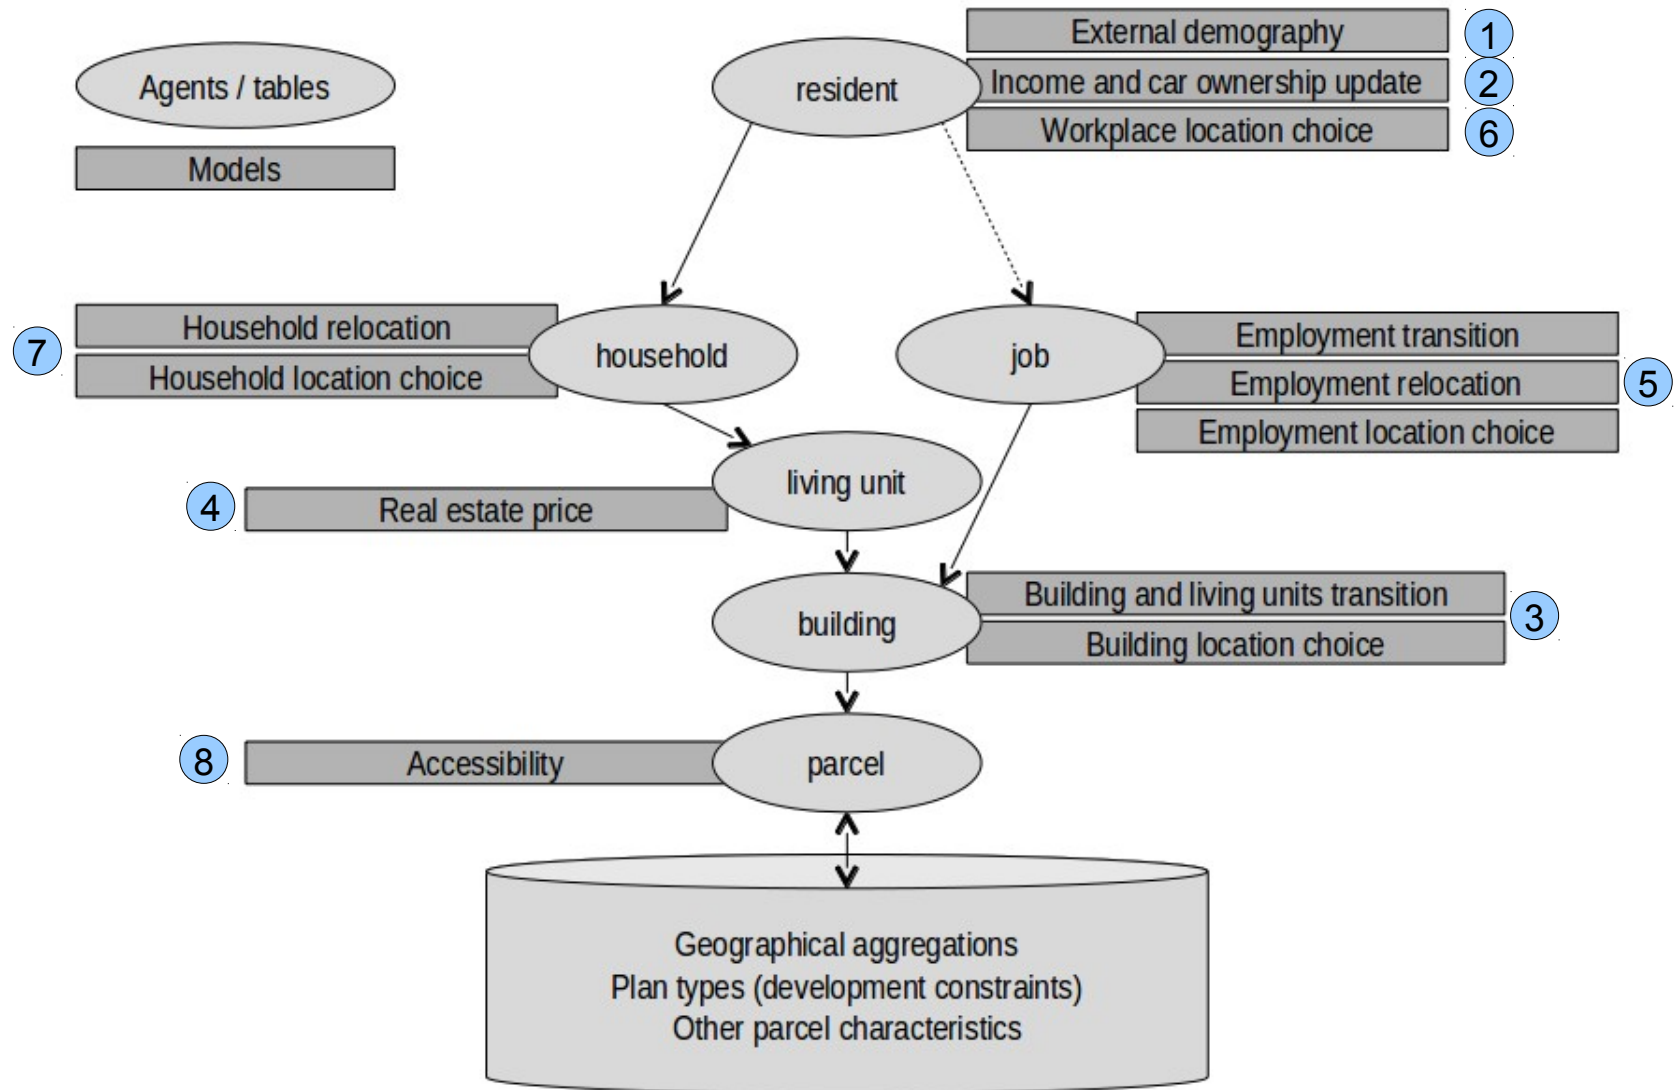 External demography
1
Agents / tables
resident
Income and car ownership update
2
Workplace location choice
6
Models
Household relocation
Household location choice
7
household
job
Employment transition
Employment relocation
Employment location choice
5
living unit
4
Real estate price
building
Building and living units transition
Building location choice
3
8
Accessibility
parcel
Geographical aggregations
Plan types (development constraints)
Other parcel characteristics